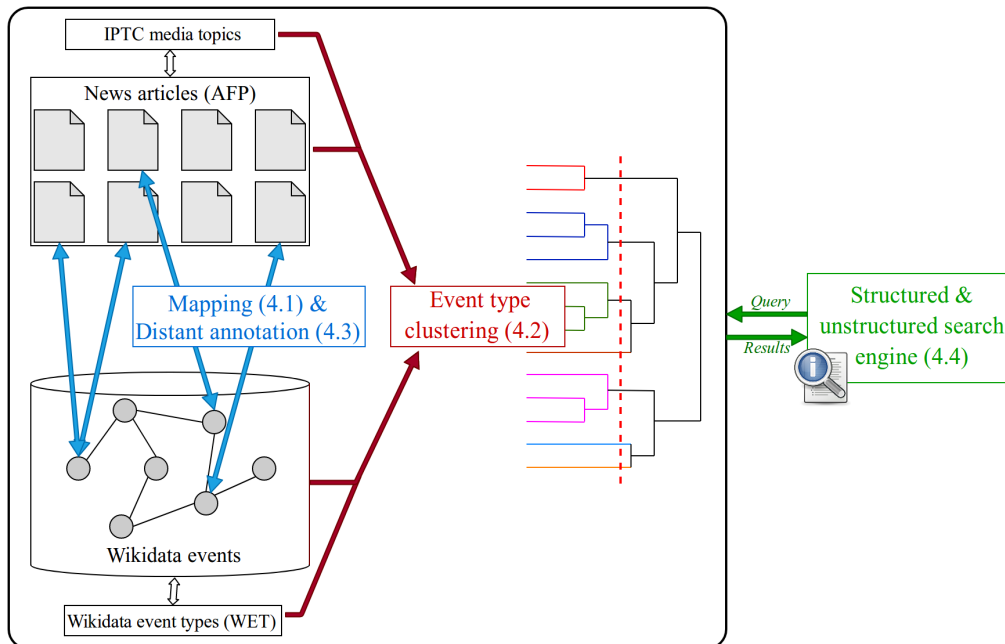 IPTC media topics
News articles (AFP)
Mapping (4.1) &
Distant annotation (4.3)
Event type
clustering (4.2)
Query
Results
Structured &
unstructured search
engine (4.4)
Wikidata events
Wikidata event types (WET)